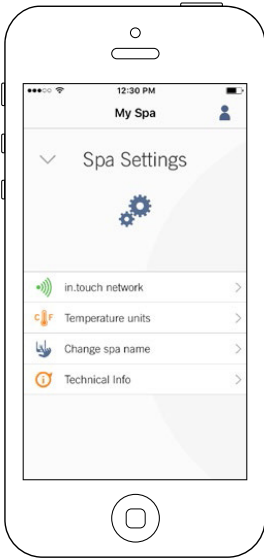 12:30 PM
My Spa
Spa Settings
in.touch network
C F Temperature units
Change spa name
Technical Info